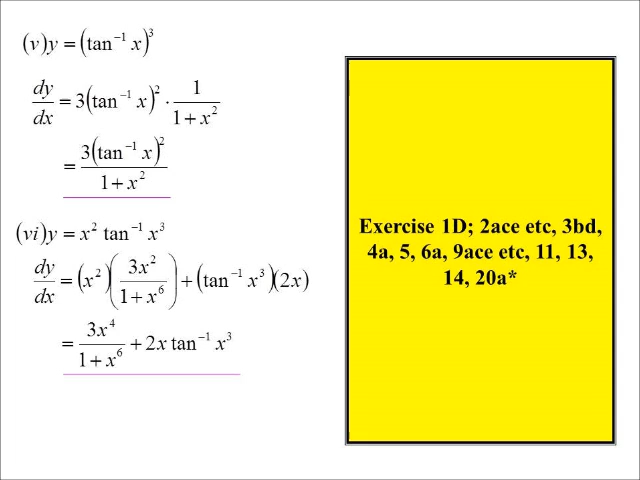 (v) y = (tan⁻¹ x)³
dy/dx = 3(tan⁻¹ x)² · 1/(1 + x²)
= 3(tan⁻¹ x)²/(1 + x²)
(vi) y = x² tan⁻¹ x³
dy/dx = (x²)(3x²/(1 + x⁶)) + (tan⁻¹ x³)(2x)
= 3x⁴/(1 + x⁶) + 2x tan⁻¹ x³
Exercise 1D; 2ace etc, 3bd,
4a, 5, 6a, 9ace etc, 11, 13,
14, 20a*